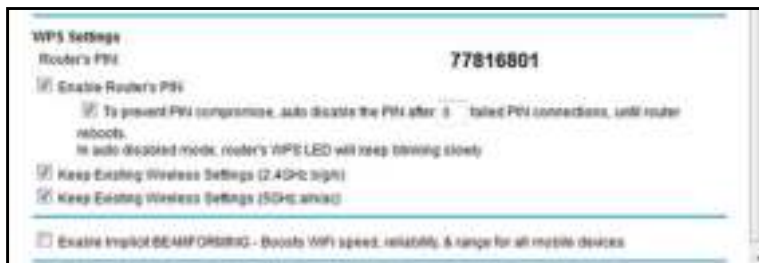 WPS Settings
Router's PIN: 77816801
Enable Router's PIN
To prevent PIN compromise, auto disable the PIN after failed PIN connections, until router
reboots.
In auto disabled mode, router's WPS LED will keep blinking slowly
Keep Existing Wireless Settings (2.4GHz b/g/n)
Keep Existing Wireless Settings (5GHz a/n/ac)
Enable Implicit BEAMFORMING - Boosts WiFi speed, reliability, & range for all mobile devices